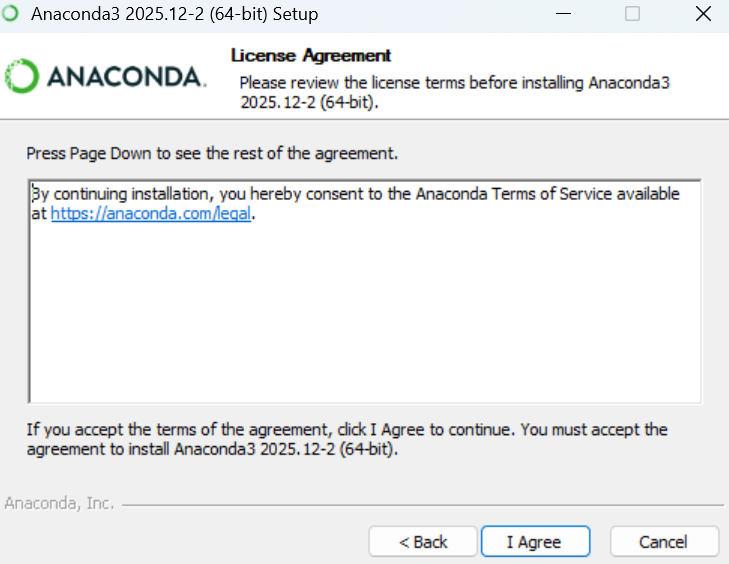 Anaconda3 2025.12-2 (64-bit) Setup
ANACONDA.
License Agreement
Please review the license terms before installing Anaconda3
2025.12-2 (64-bit).
Press Page Down to see the rest of the agreement.
By continuing installation, you hereby consent to the Anaconda Terms of Service available
at https://anaconda.com/legal.
If you accept the terms of the agreement, click I Agree to continue. You must accept the
agreement to install Anaconda3 2025.12-2 (64-bit).
Anaconda, Inc.
< Back
I Agree
Cancel